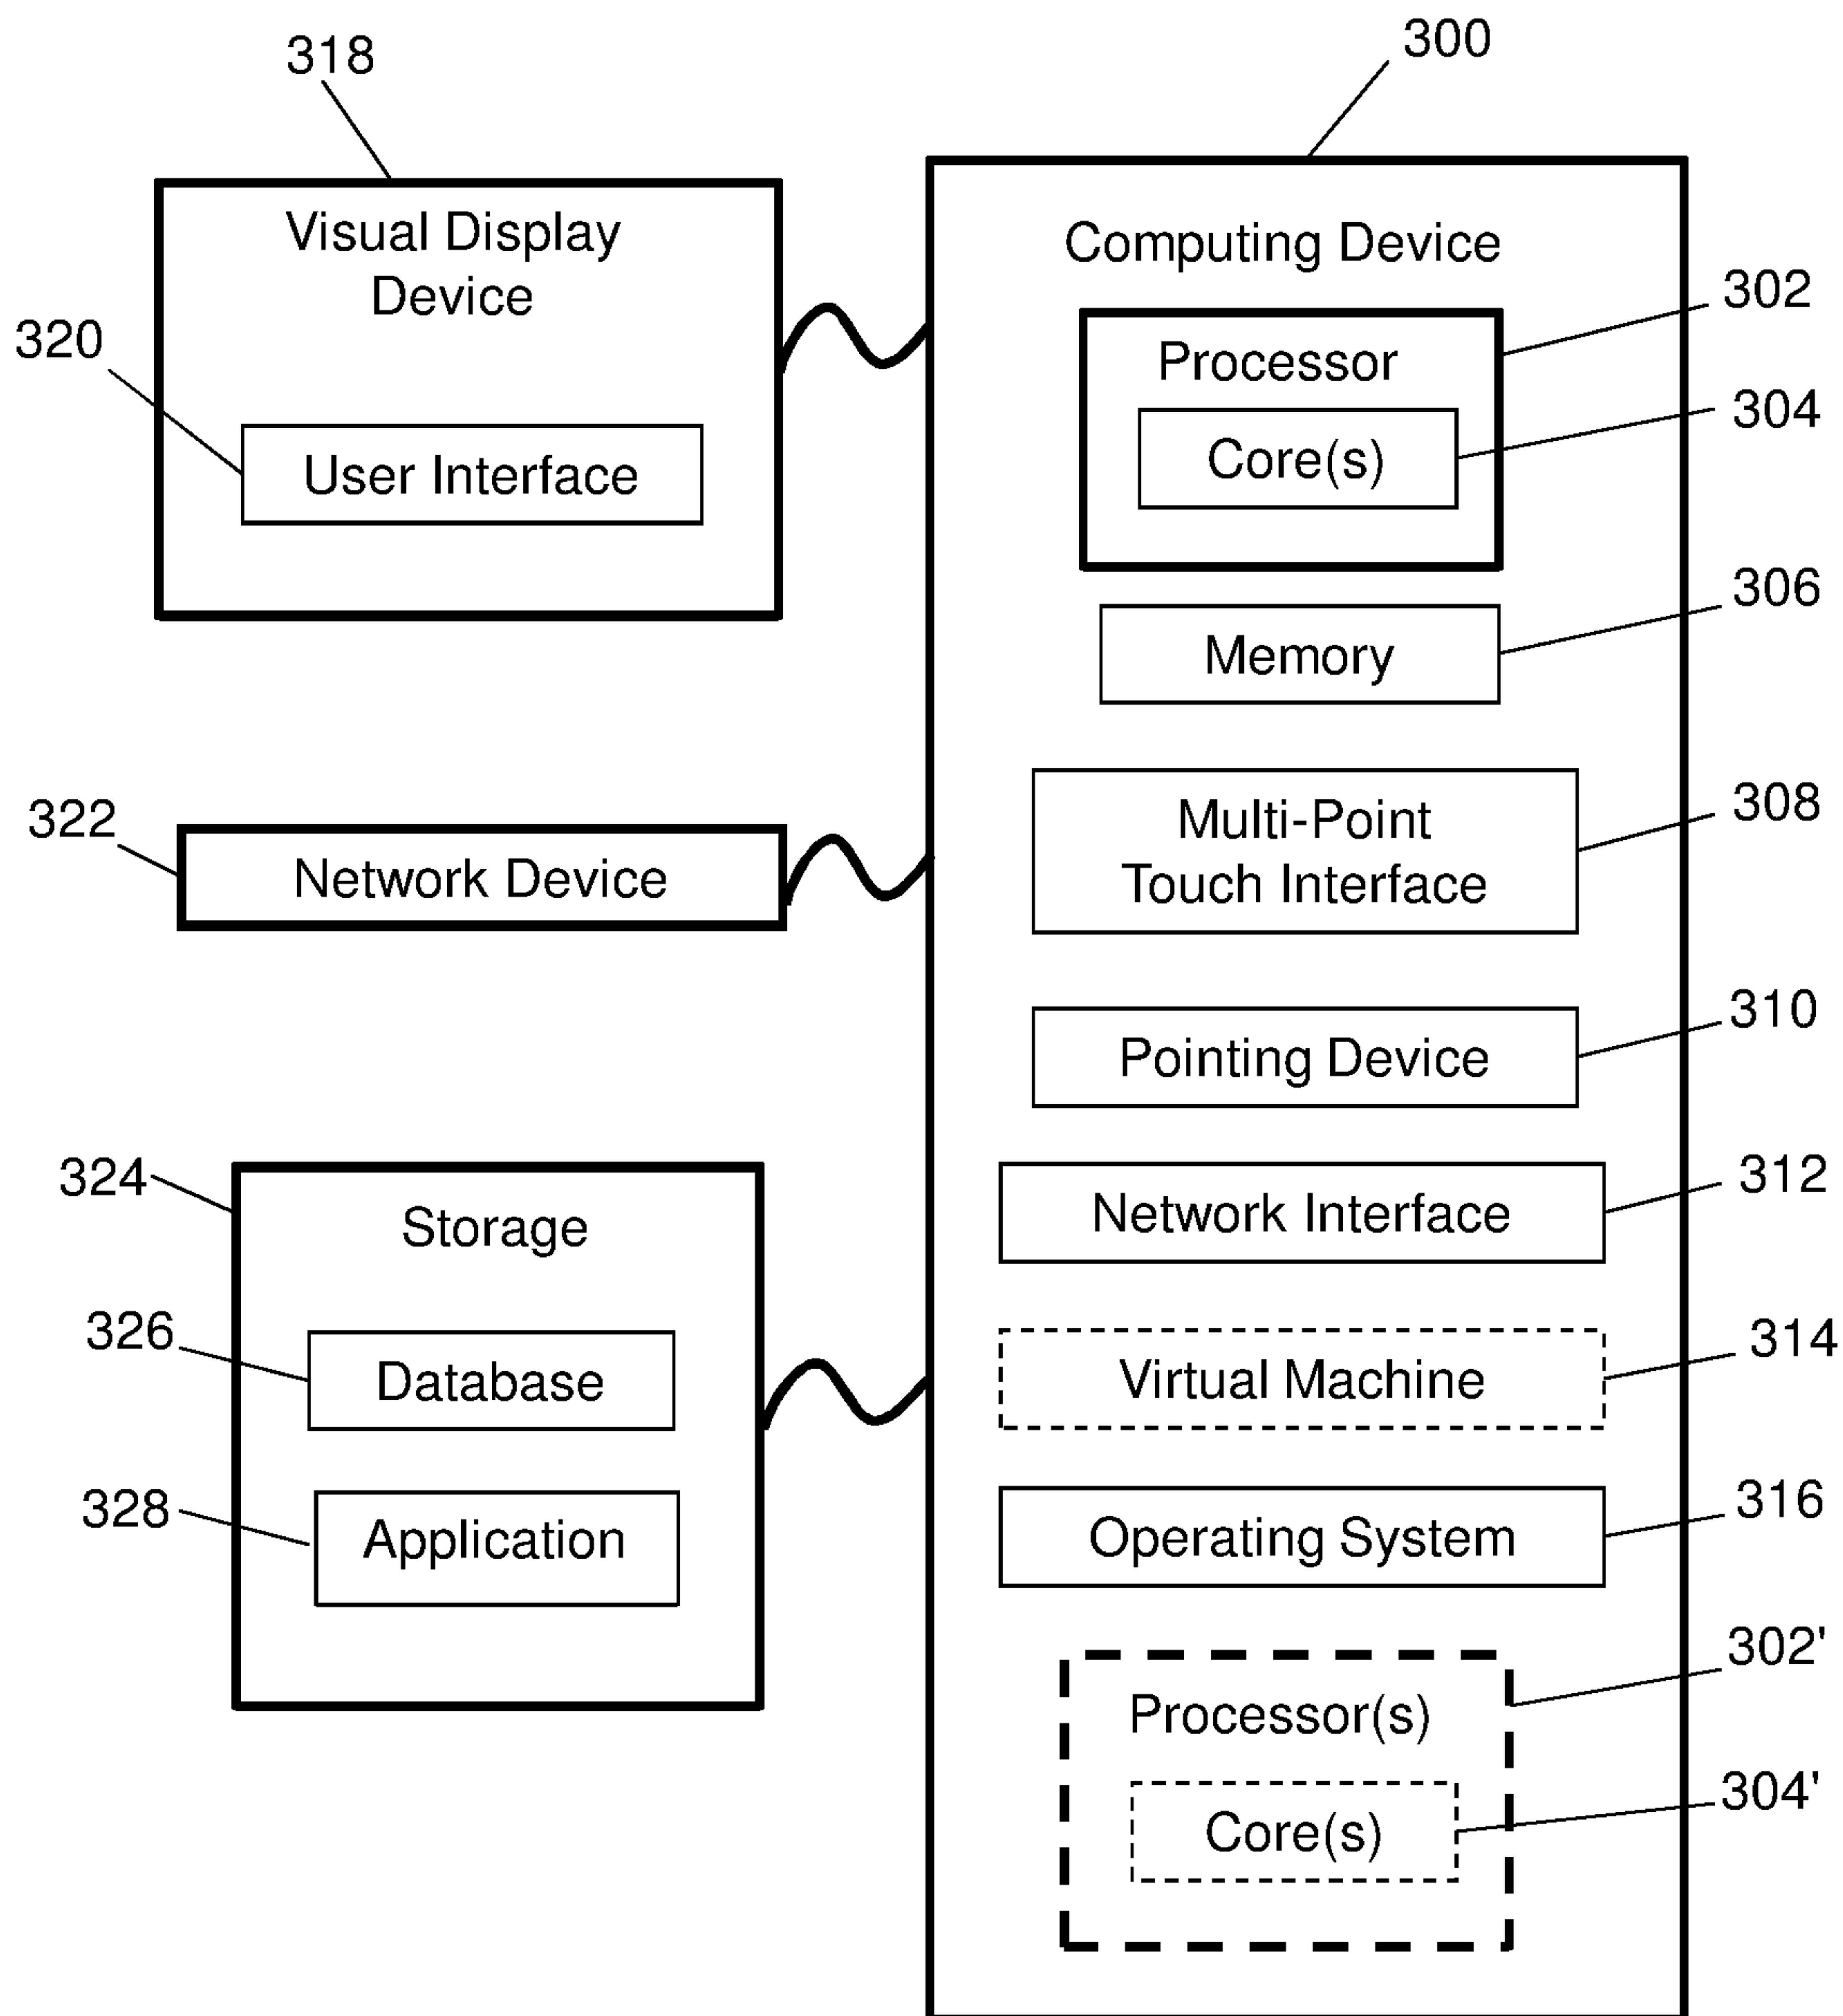 318
300
Visual Display
Device
320
User Interface
322
Network Device
324
Storage
326
Database
328
Application
Computing Device
302
Processor
304
Core(s)
306
Memory
308
Multi-Point
Touch Interface
310
Pointing Device
312
Network Interface
314
Virtual Machine
316
Operating System
302'
Processor(s)
304'
Core(s)